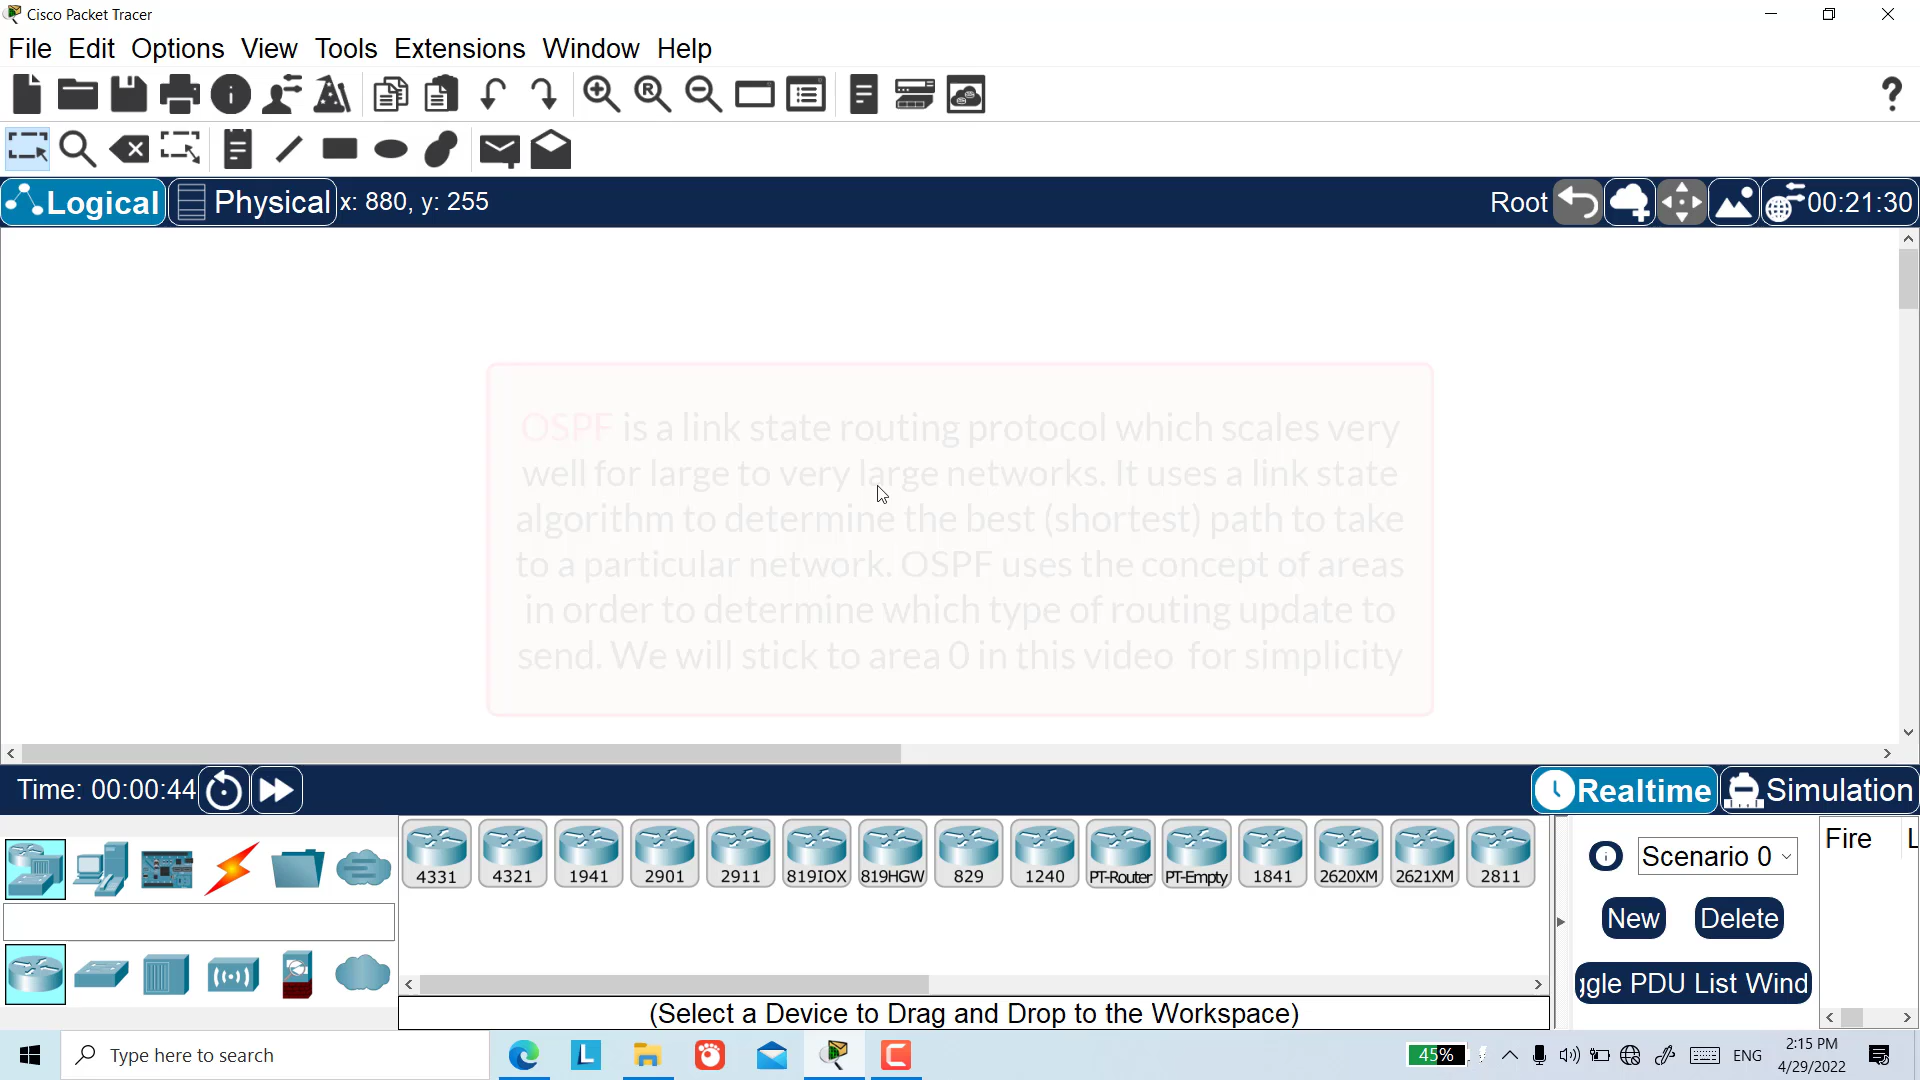 Cisco Packet Tracer
File Edit Options View Tools Extensions Window Help
Logical Physical x: 880, y: 255 Root 00:21:30
OSPF is a link state routing protocol which scales very
well for large to very large networks. It uses a link state
algorithm to determine the best (shortest) path to take
to a particular network. OSPF uses the concept of areas
in order to determine which type of routing update to
send. We will stick to area 0 in this video for simplicity
Time: 00:00:44 Realtime Simulation
4331 4321 1941 2901 2911 819IOX 819HGW 829 1240 PT-Router PT-Empty 1841 2620XM 2621XM 2811
Scenario 0
Fire L
New Delete
ggle PDU List Wind
(Select a Device to Drag and Drop to the Workspace)
Type here to search
L
45%
ENG
2:15 PM
4/29/2022